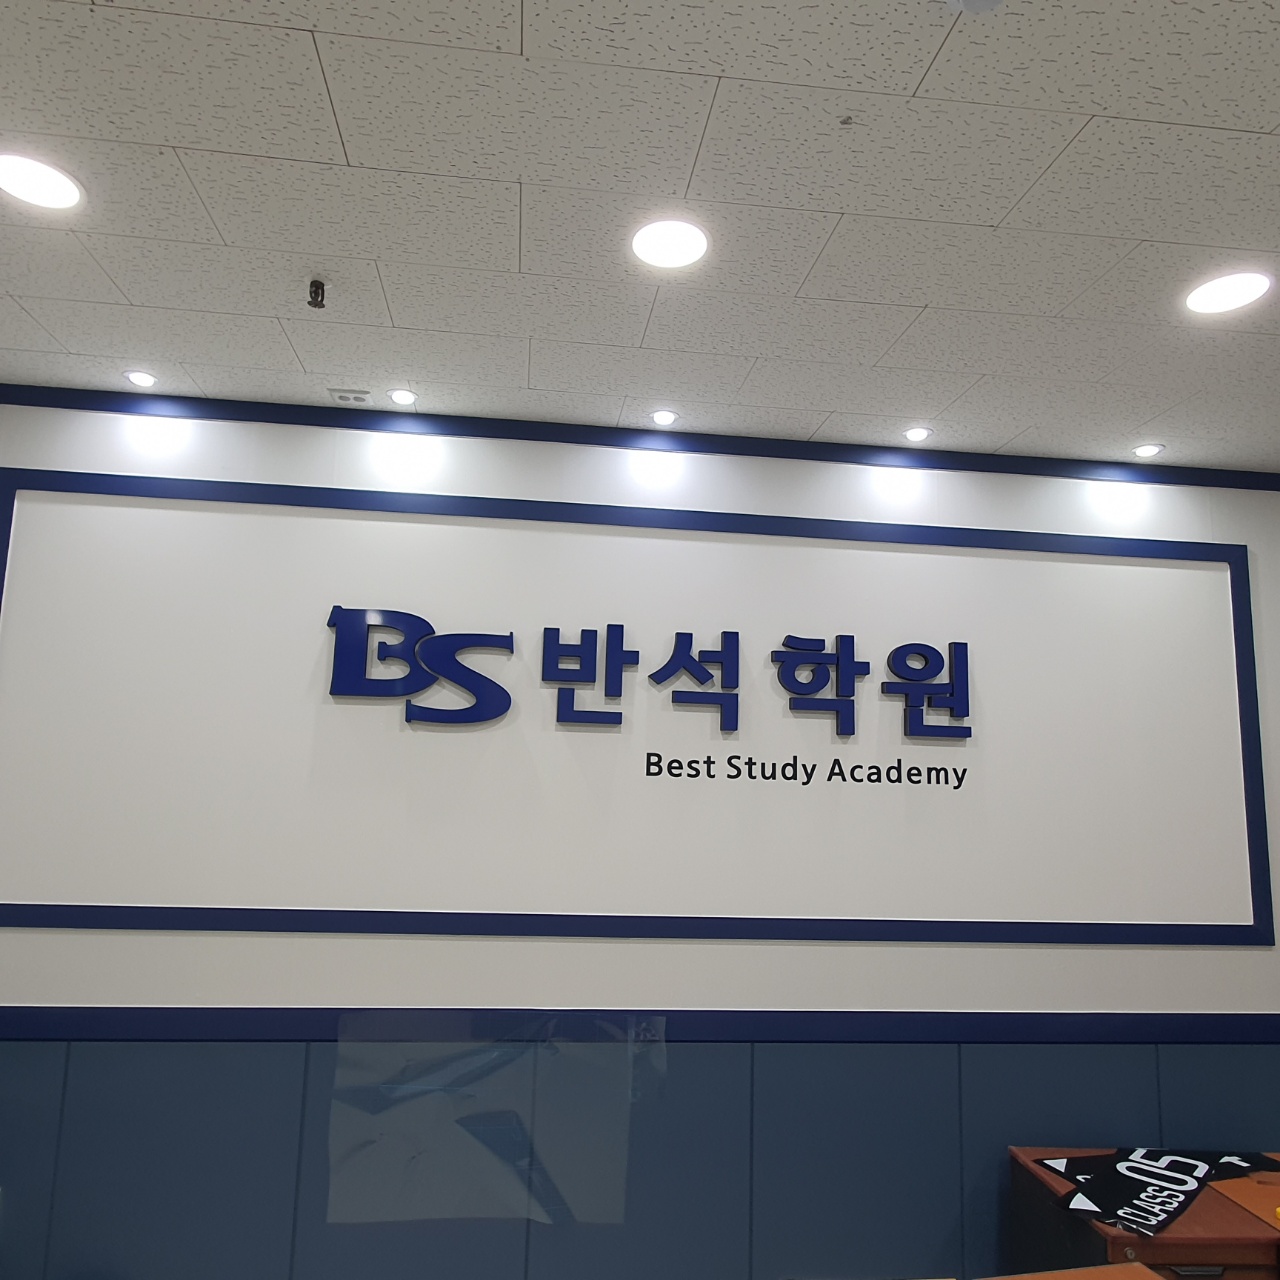 BS 반석학원
Best Study Academy
CLASS 05